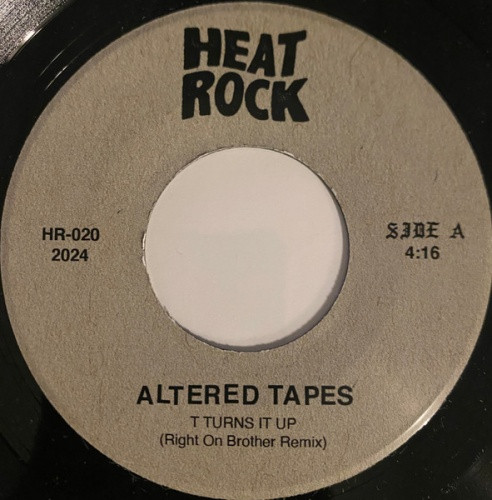 HEAT
ROCK
HR-020
2024
SIDE A
4:16
ALTERED TAPES
T TURNS IT UP
(Right On Brother Remix)